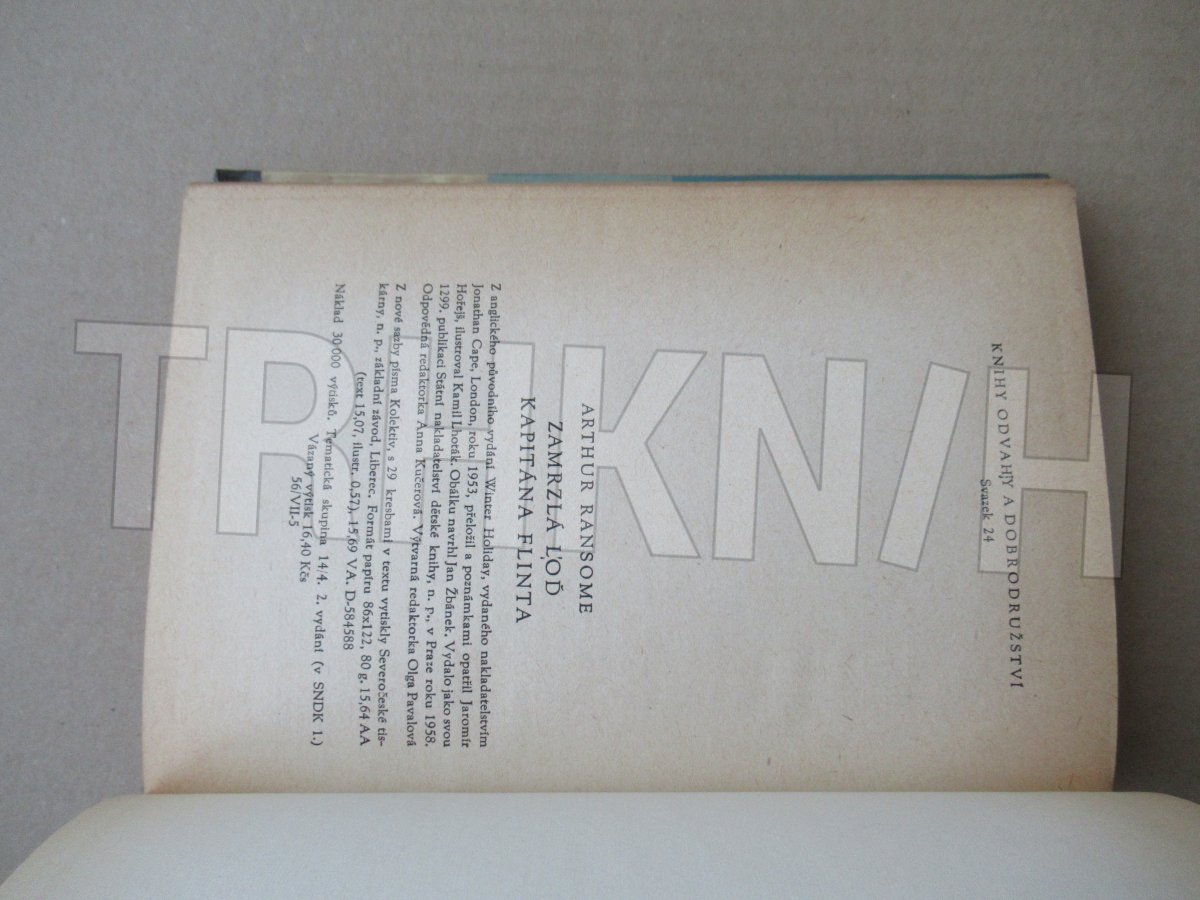 KNIHY ODVAHY A DOBRODRUŽSTVÍ
Svazek 24
ARTHUR RANSOME
ZAMRZLÁ LOĎ
KAPITÁNA FLINTA
Z anglického původního vydání Winter Holiday, vydaného nakladatelstvím
Jonathan Cape, London, roku 1953, přeložil a poznámkami opatřil Jaromír
Hořejš, ilustroval Kamil Lhoták. Obálku navrhl Jan Žbánek. Vydalo jako svou
1299. publikaci Státní nakladatelství dětské knihy, n. p., v Praze roku 1958.
Odpovědná redaktorka Anna Kučerová. Výtvarná redaktorka Olga Pavalová
Z nové sazby písma Kolektiv, s 29 kresbami v textu vytiskly Severočeské tis-
kárny, n. p., základní závod, Liberec. Formát papíru 86x122, 80 g. 15,64 AA
(text 15,07, ilustr. 0,57), 15,69 VA. D-584588
Náklad 30 000 výtisků. Tematická skupina 14/4. 2. vydání (v SNDK 1.)
Vázaný výtisk 16,40 Kčs
56/VII-5
TRHKNIH